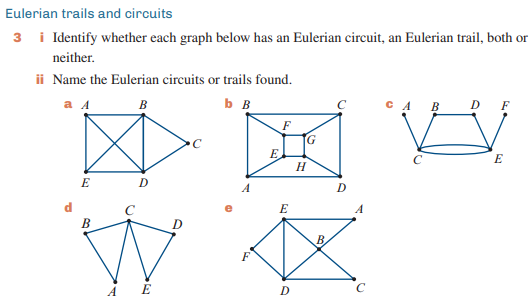 Eulerian trails and circuits
3 i Identify whether each graph below has an Eulerian circuit, an Eulerian trail, both or
neither.
ii Name the Eulerian circuits or trails found.
a A B C E D
b B C F G E H A D
c A B D F C E
d B C D A E
e E A B F D C